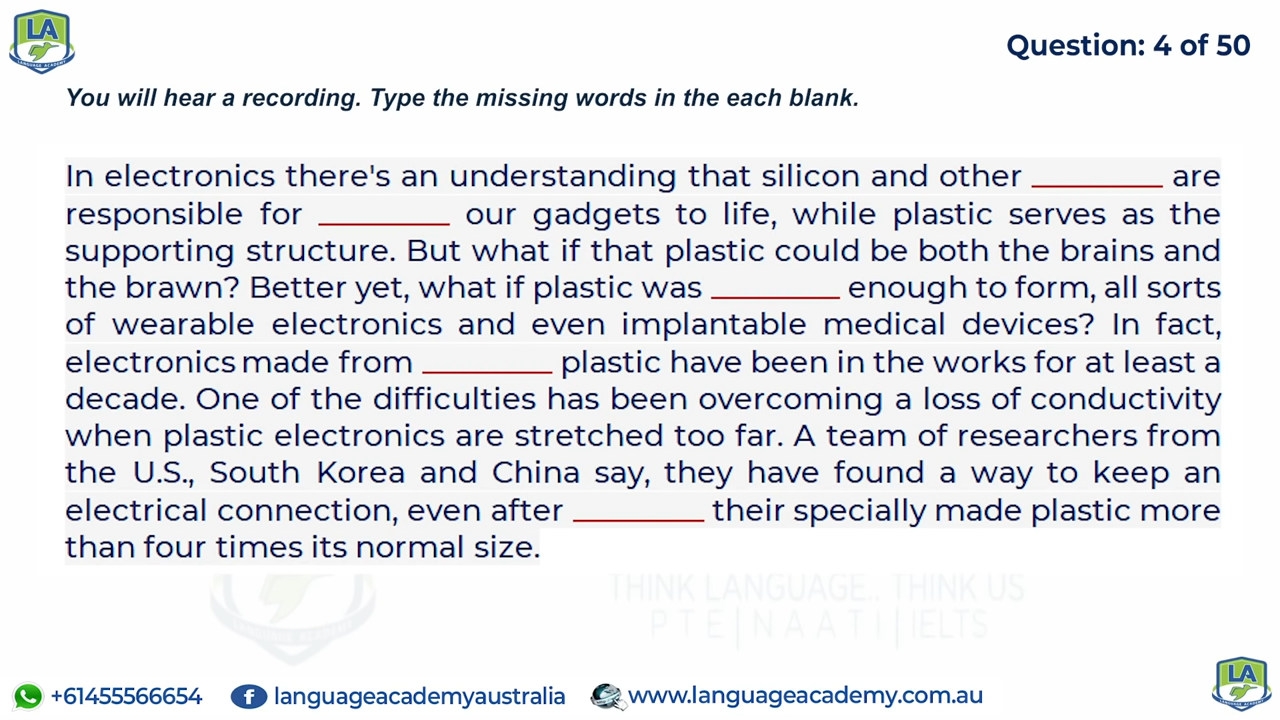 LA
LANGUAGE ACADEMY
Question: 4 of 50
You will hear a recording. Type the missing words in the each blank.
In electronics there's an understanding that silicon and other ________ are
responsible for ________ our gadgets to life, while plastic serves as the
supporting structure. But what if that plastic could be both the brains and
the brawn? Better yet, what if plastic was ________ enough to form, all sorts
of wearable electronics and even implantable medical devices? In fact,
electronics made from ________ plastic have been in the works for at least a
decade. One of the difficulties has been overcoming a loss of conductivity
when plastic electronics are stretched too far. A team of researchers from
the U.S., South Korea and China say, they have found a way to keep an
electrical connection, even after ________ their specially made plastic more
than four times its normal size.
LANGUAGE ACADEMY
THINK LANGUAGE.. THINK US
PTE|NAATI|IELTS
+61455566654 languageacademyaustralia www.languageacademy.com.au
LA